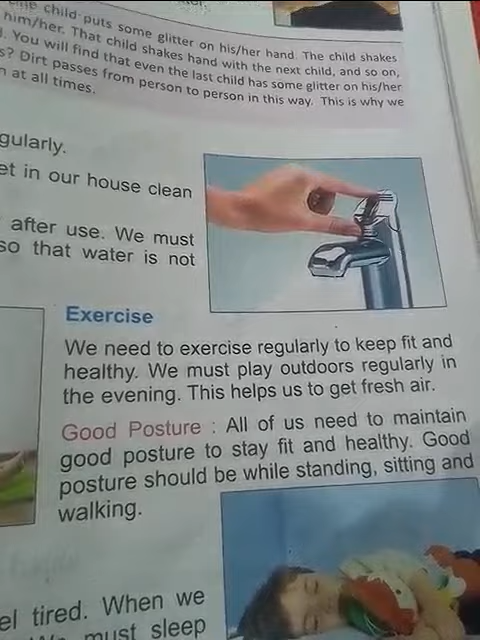 child puts some glitter on his/her hand. The child shakes
him/her. That child shakes hand with the next child, and so on,
You will find that even the last child has some glitter on his/her
s? Dirt passes from person to person in this way. This is why we
at all times.
gularly.
et in our house clean
after use. We must
so that water is not
Exercise
We need to exercise regularly to keep fit and
healthy. We must play outdoors regularly in
the evening. This helps us to get fresh air.
Good Posture : All of us need to maintain
good posture to stay fit and healthy. Good
posture should be while standing, sitting and
walking.
el tired. When we
must sleep